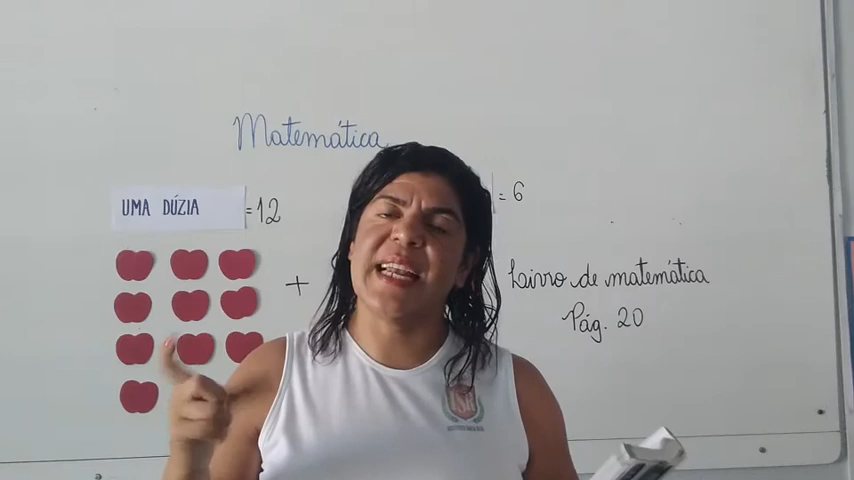 Matemática
UMA DÚZIA = 12
= 6
+
Livro de matemática
Pág. 20